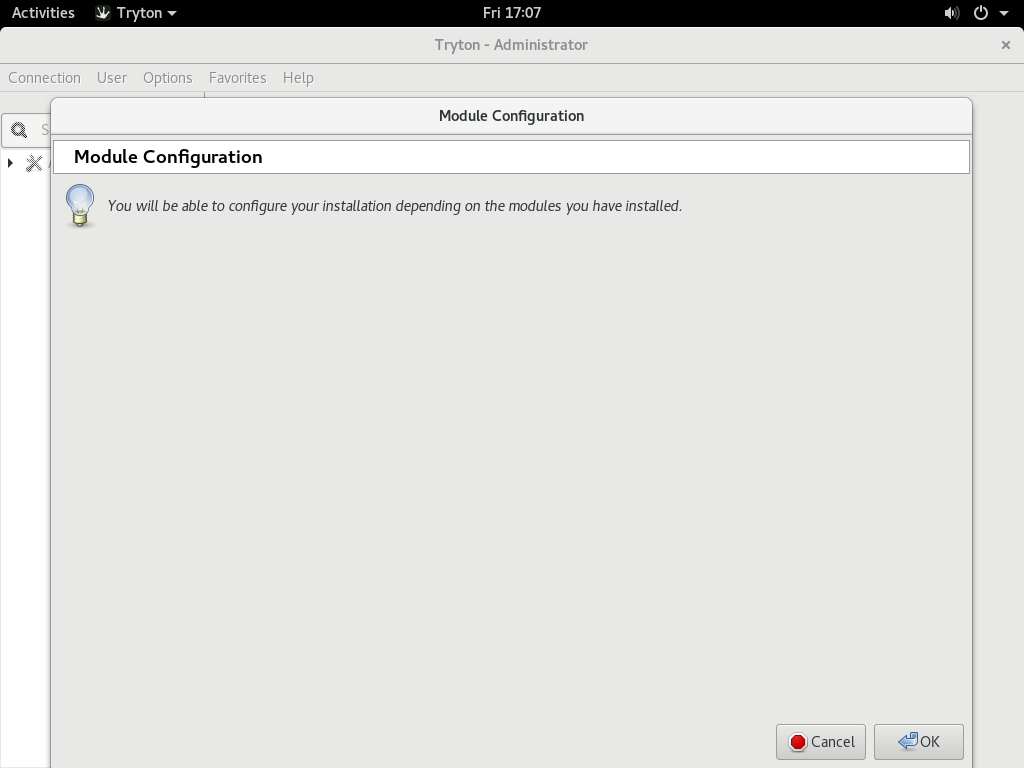 Activities Tryton Fri 17:07
Tryton - Administrator
Connection User Options Favorites Help
Module Configuration
Module Configuration
You will be able to configure your installation depending on the modules you have installed.
Cancel OK